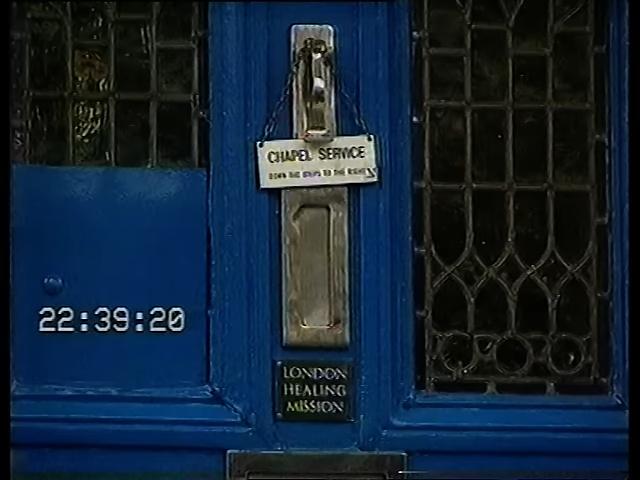 CHAPEL SERVICE
DOWN THE STEPS TO THE RIGHT
22:39:20
LONDON
HEALING
MISSION